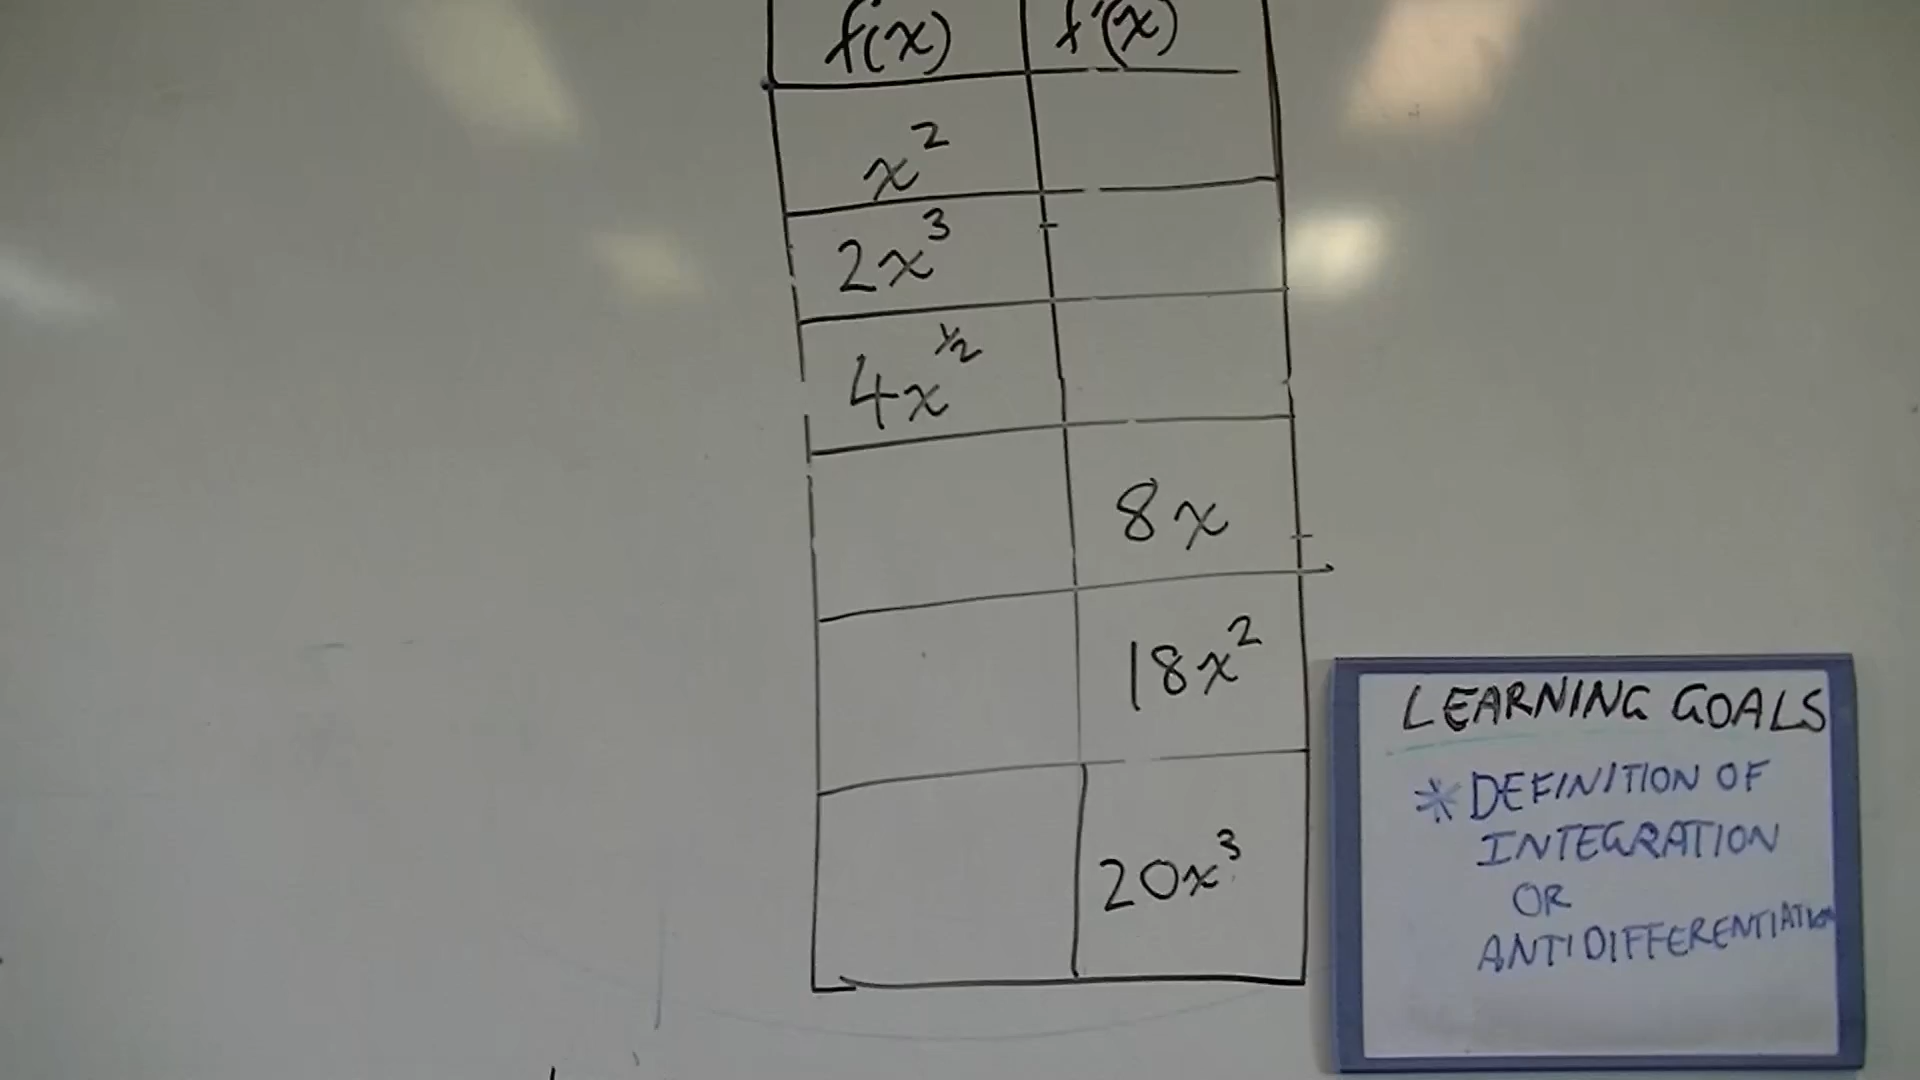 f(x) f'(x)
x²
2x³
4x^½
8x
18x²
20x³
LEARNING GOALS
* DEFINITION OF
INTEGRATION
OR
ANTIDIFFERENTIATION